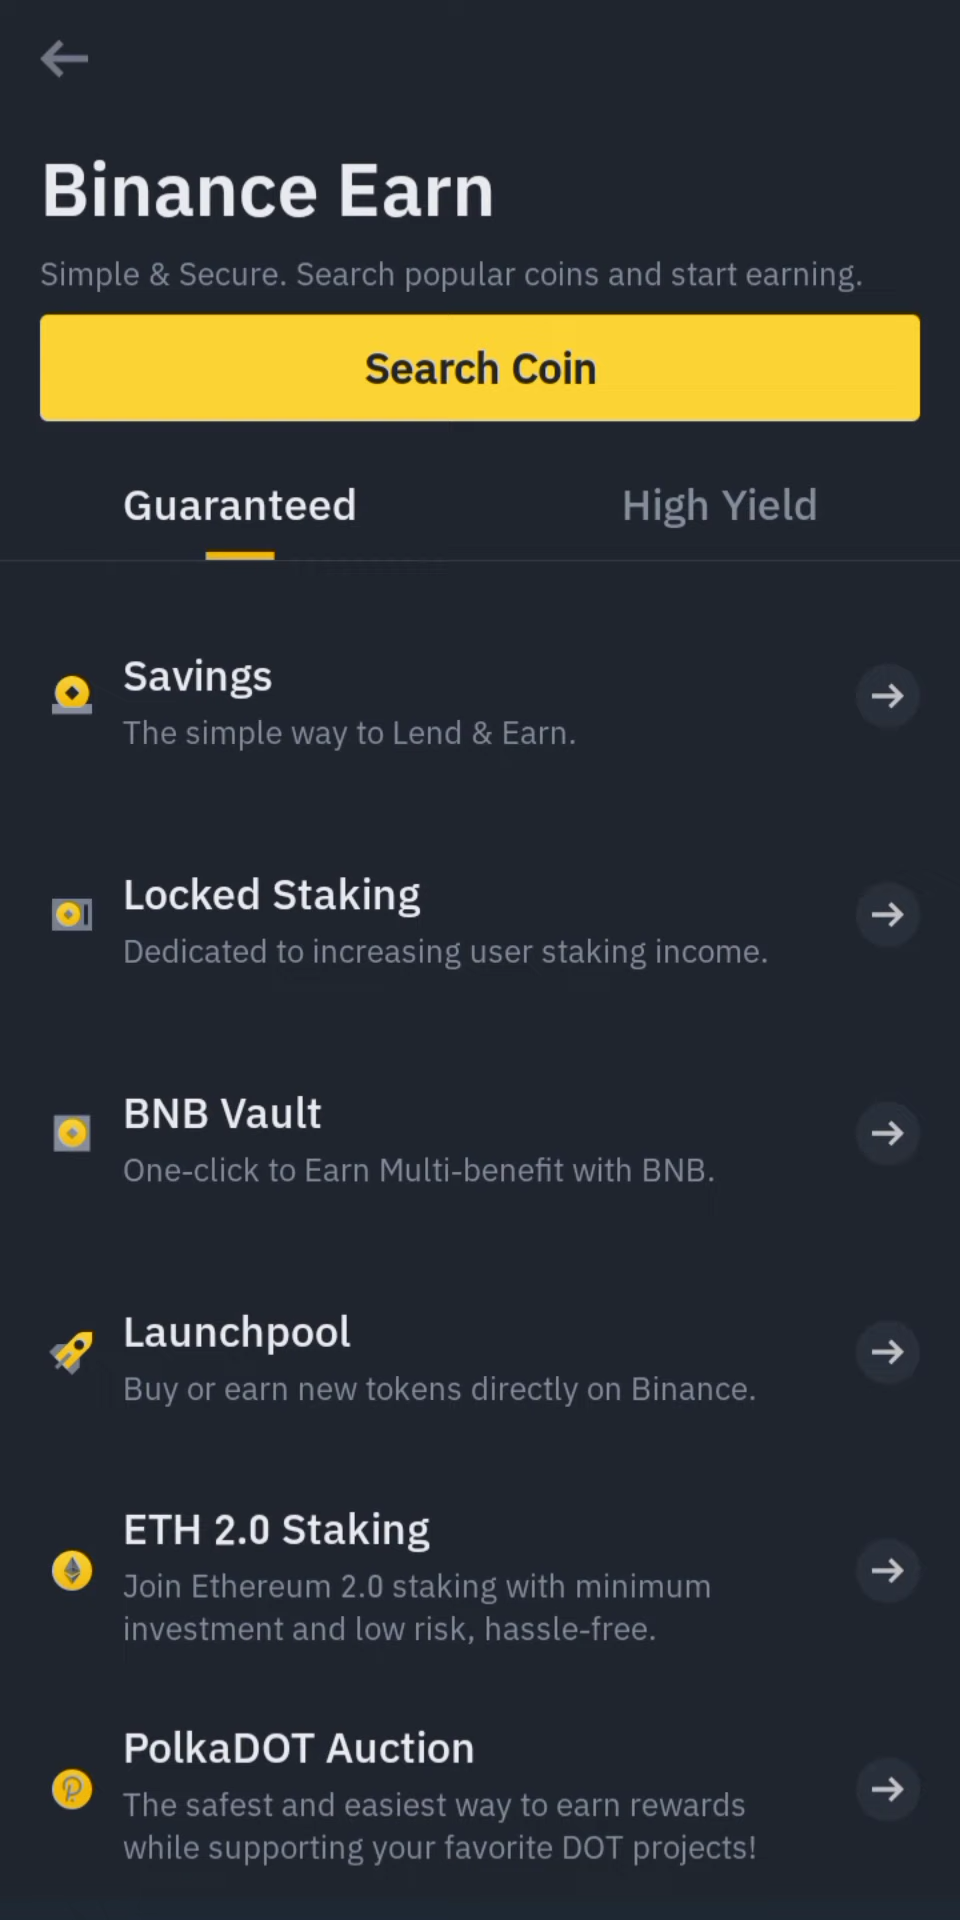 Binance Earn
Simple & Secure. Search popular coins and start earning.
Search Coin
Guaranteed
High Yield
Savings
The simple way to Lend & Earn.
Locked Staking
Dedicated to increasing user staking income.
BNB Vault
One-click to Earn Multi-benefit with BNB.
Launchpool
Buy or earn new tokens directly on Binance.
ETH 2.0 Staking
Join Ethereum 2.0 staking with minimum
investment and low risk, hassle-free.
PolkaDOT Auction
The safest and easiest way to earn rewards
while supporting your favorite DOT projects!